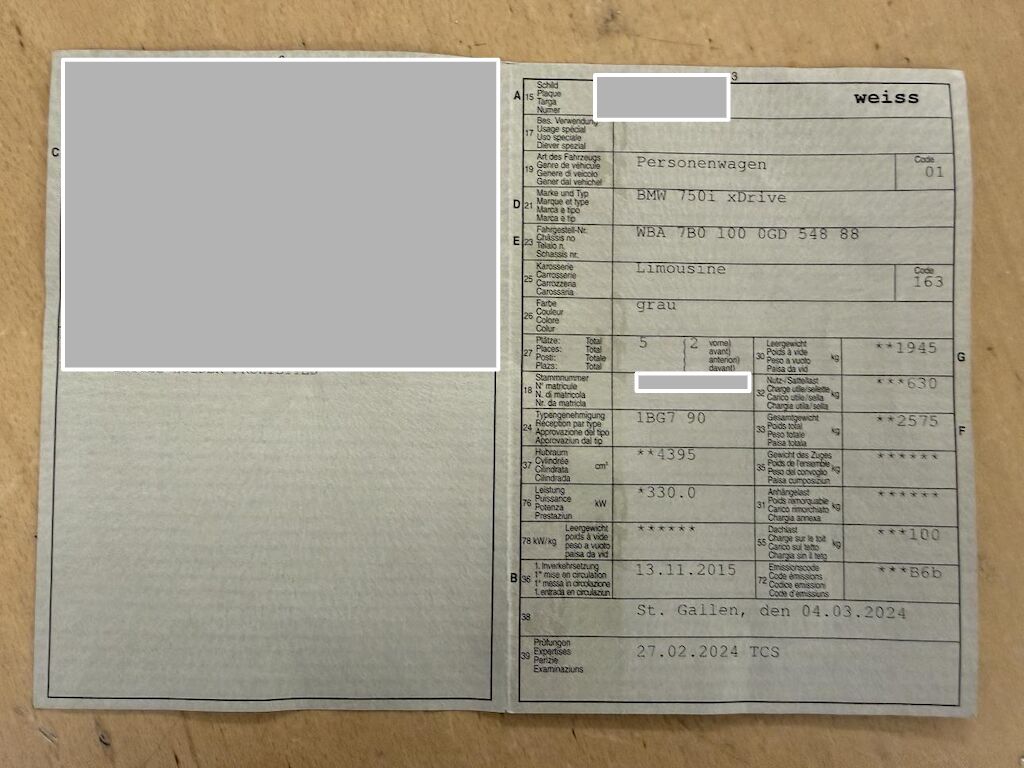 C
A 15 Schild
Plaque
Targa
Numer
weiss
17 Bes. Verwendung
Usage spécial
Uso speciale
Diever spezial
19 Art des Fahrzeugs
Genre de véhicule
Genere di veicolo
Gener dal vehichel
Personenwagen
Code
01
D 21 Marke und Typ
Marque et type
Marca e tipo
Marca e tip
BMW 750i xDrive
E 23 Fahrgestell-Nr.
Châssis no
Telaio n.
Schassis nr.
WBA 7B0 100 0GD 548 88
25 Karosserie
Carrosserie
Carrozzeria
Carossaria
Limousine
Code
163
26 Farbe
Couleur
Colore
Colur
grau
27 Plätze: Total
Places: Total
Posti: Totale
Plazs: Total
5 2 vorne)
avant)
anteriori)
davant)
30 Leergewicht
Poids à vide
Peso a vuoto
Paisa da vid
kg
**1945
G
18 Stammnummer
N° matricule
N. di matricola
Nr. da matricla
32 Nutz-/Sattellast
Charge utile/sellette
Carico utile/sella
Chargia utila/sella
kg
***630
24 Typengenehmigung
Réception par type
Approvazione del tipo
Approvaziun dal tip
1BG7 90
33 Gesamtgewicht
Poids total
Peso totale
Paisa totala
kg
**2575
F
37 Hubraum
Cylindrée
Cilindrata
Cilindrada
cm³
**4395
35 Gewicht des Zuges
Poids de l'ensemble
Peso del convoglio
Paisa cumposiziun
kg
******
76 Leistung
Puissance
Potenza
Prestaziun
kW
*330.0
31 Anhängelast
Poids remorquable
Carico rimorchiato
Chargia annexa
kg
******
78 kW/kg Leergewicht
poids à vide
peso a vuoto
paisa da vid
******
55 Dachlast
Charge sur le toit
Carico sul tetto
Chargia sin il tetg
kg
***100
B 36 1. Inverkehrsetzung
1re mise en circulation
1a messa in circolazione
1. entrada en circulaziun
13.11.2015
72 Emissionscode
Code émissions
Codice emissioni
Code d'emissiuns
***B6b
38 St. Gallen, den 04.03.2024
39 Prüfungen
Expertises
Perizie
Examinaziuns
27.02.2024 TCS